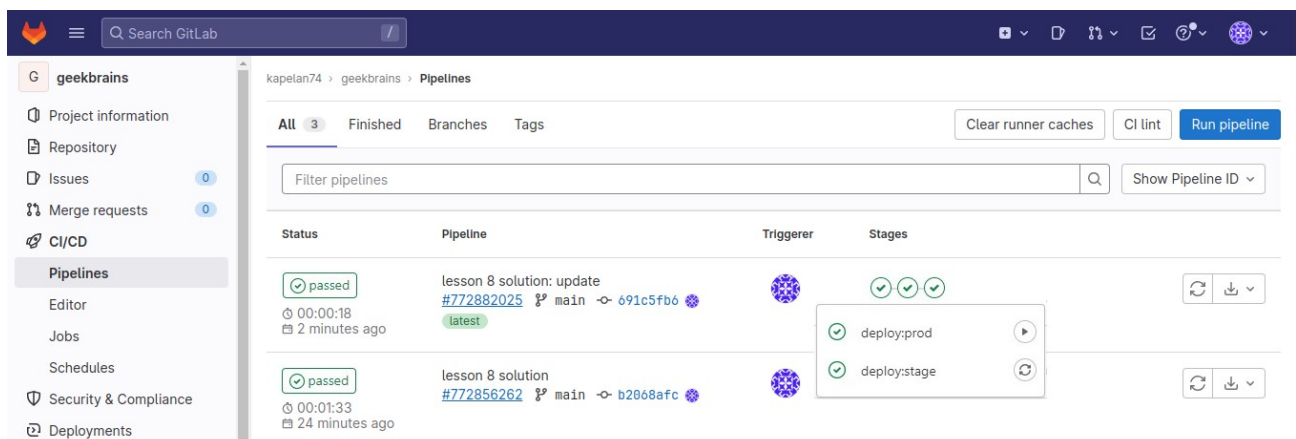 Search GitLab /
G geekbrains
Project information
Repository
Issues 0
Merge requests 0
CI/CD
Pipelines
Editor
Jobs
Schedules
Security & Compliance
Deployments
kapelan74 > geekbrains > Pipelines
All 3 Finished Branches Tags
Clear runner caches CI lint Run pipeline
Filter pipelines
Show Pipeline ID
Status Pipeline Triggerer Stages
passed
00:00:18
2 minutes ago
lesson 8 solution: update
#772882025 main 691c5fb6
latest
deploy:prod
deploy:stage
passed
00:01:33
24 minutes ago
lesson 8 solution
#772856262 main b2068afc